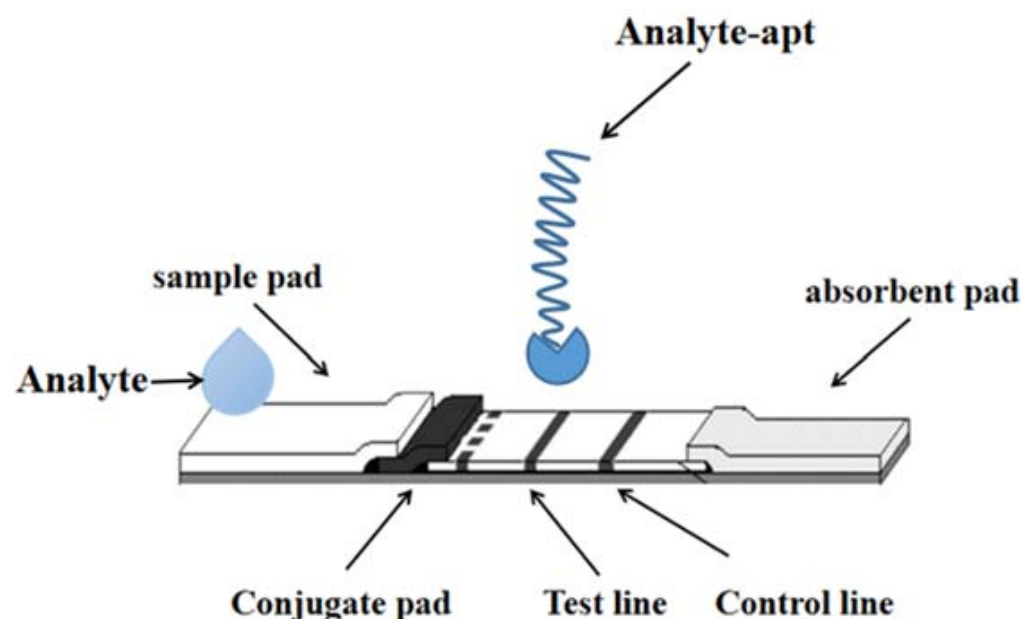 Analyte-apt
sample pad
absorbent pad
Analyte
Conjugate pad
Test line
Control line